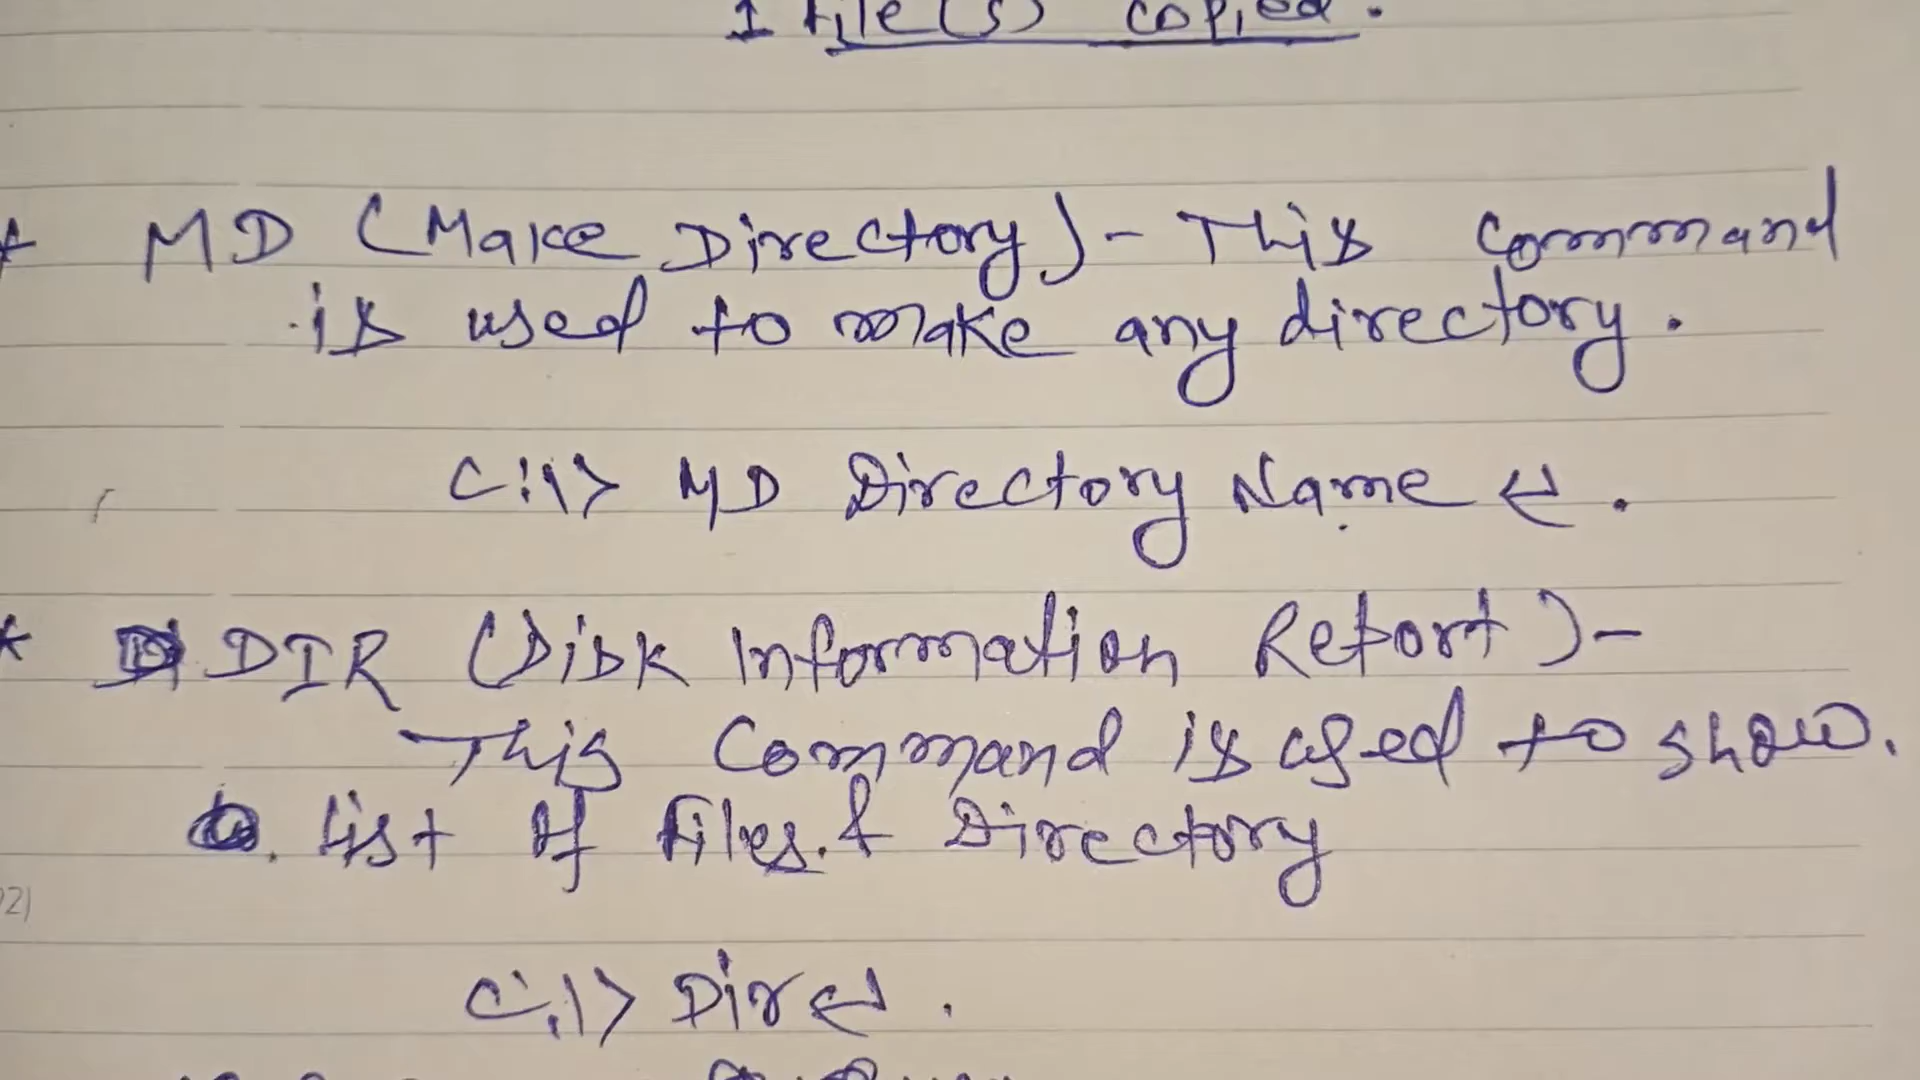 1 file(s) copied.
* MD (Make Directory) - This command
is used to make any directory.
C:\> MD Directory Name ↵.
* DIR (Disk Information Report) -
This Command is used to show.
list of files. & Directory
C:\> Dir ↵.